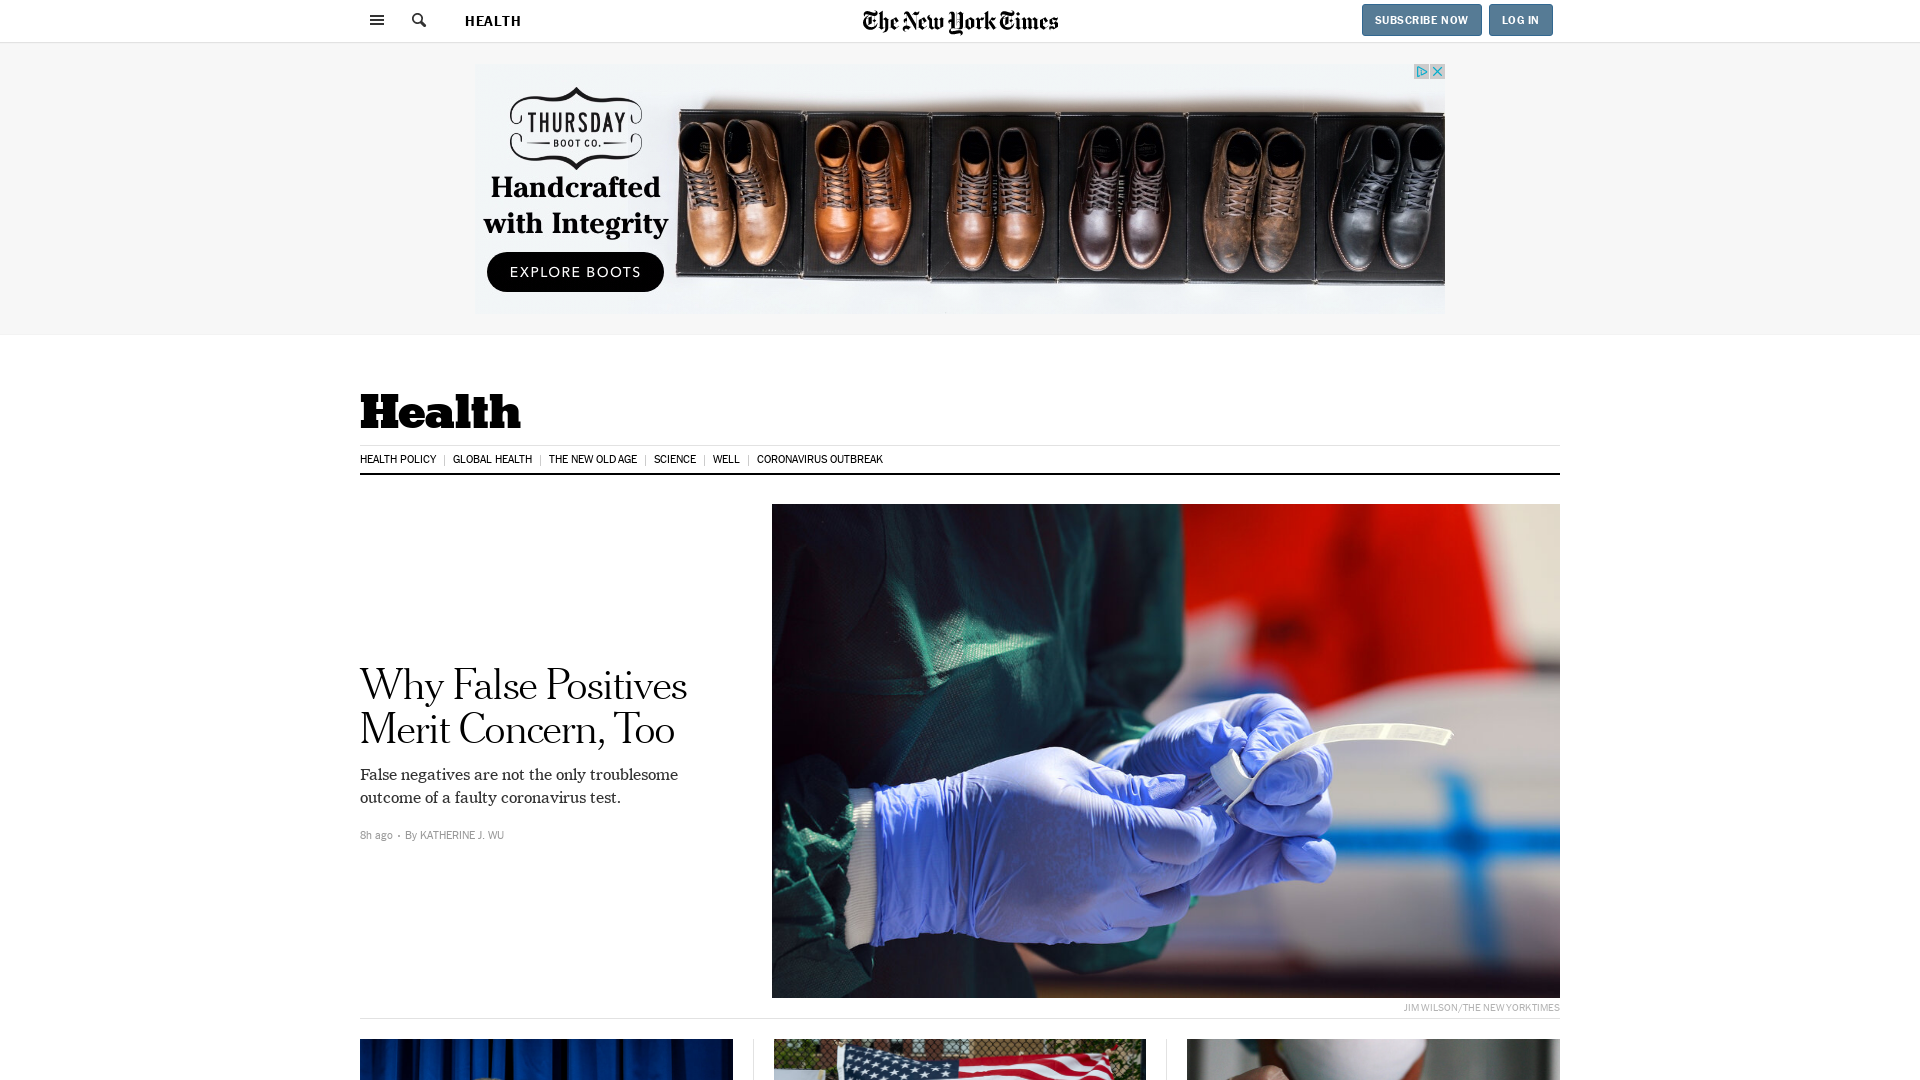 HEALTH
The New York Times
SUBSCRIBE NOW
LOG IN
THURSDAY
BOOT CO.
Handcrafted
with Integrity
EXPLORE BOOTS
Health
HEALTH POLICY
GLOBAL HEALTH
THE NEW OLD AGE
SCIENCE
WELL
CORONAVIRUS OUTBREAK
Why False Positives
Merit Concern, Too
False negatives are not the only troublesome
outcome of a faulty coronavirus test.
8h ago · By KATHERINE J. WU
JIM WILSON/THE NEW YORK TIMES